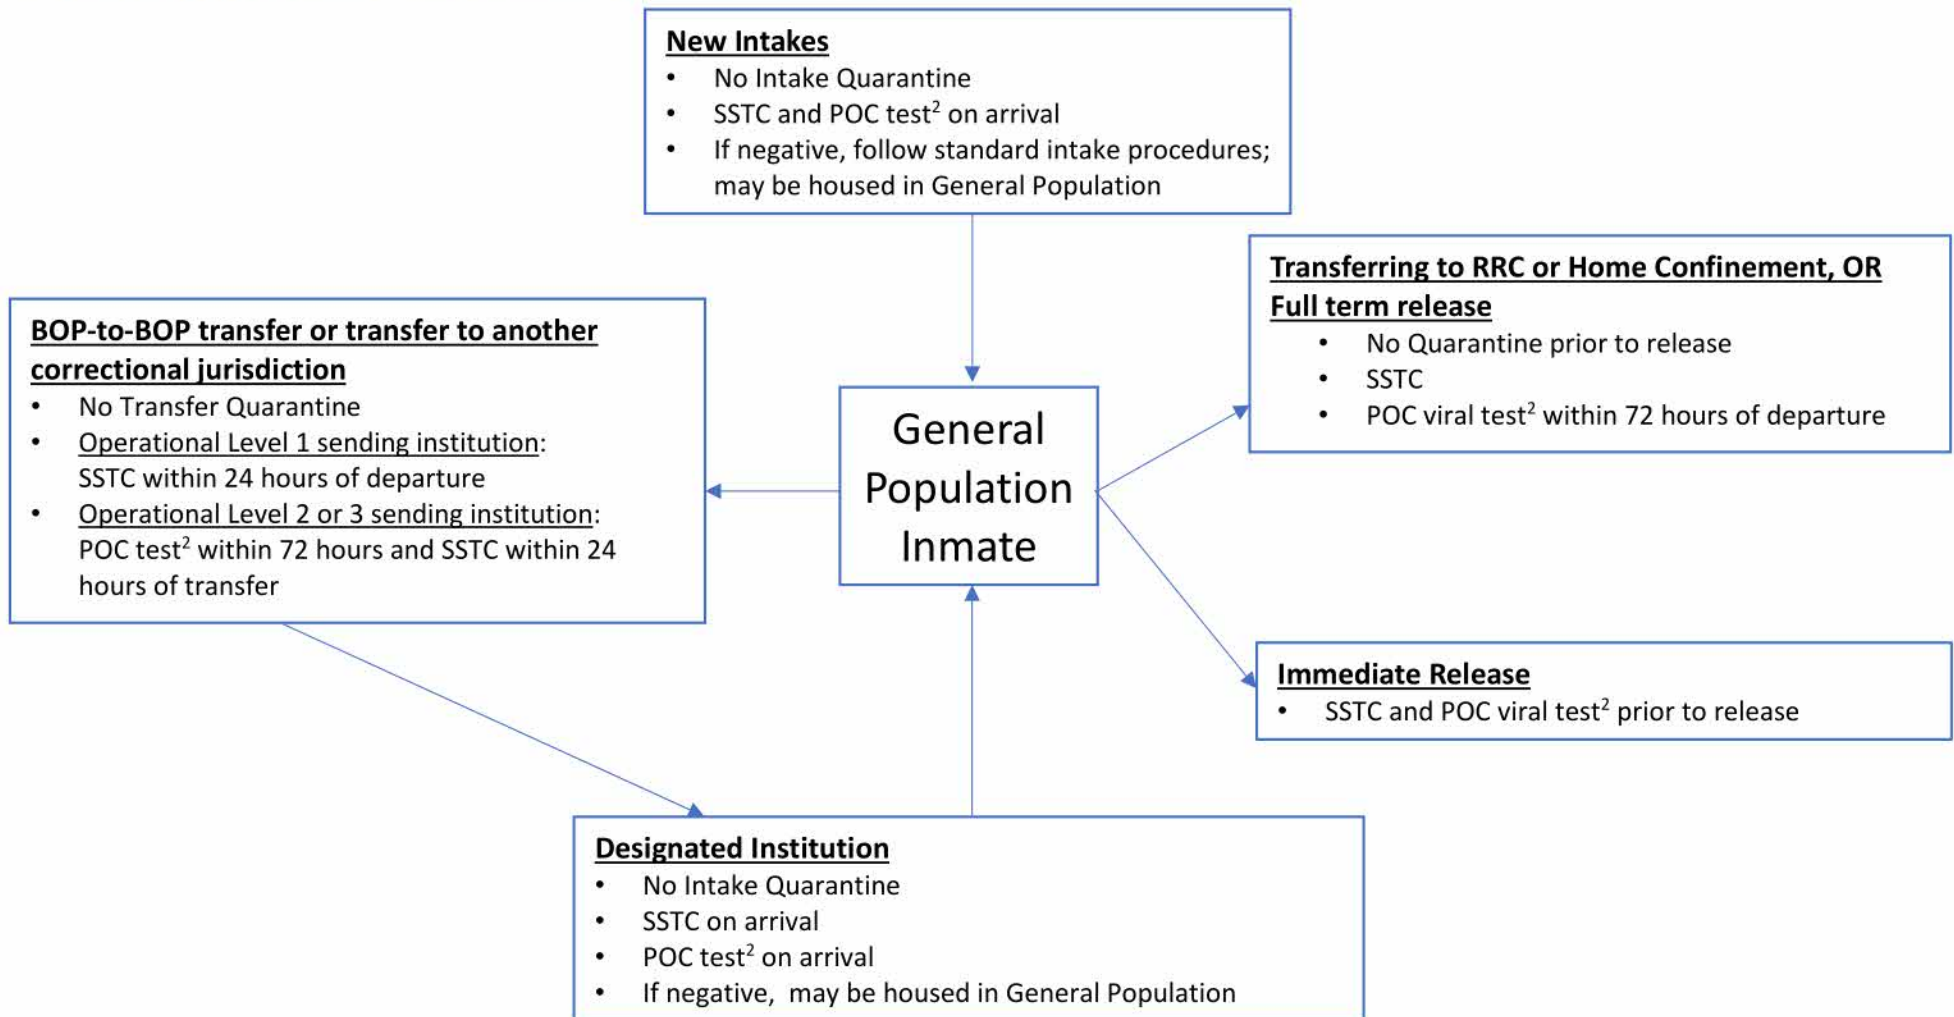 New Intakes
• No Intake Quarantine
• SSTC and POC test² on arrival
• If negative, follow standard intake procedures;
may be housed in General Population
Transferring to RRC or Home Confinement, OR
Full term release
• No Quarantine prior to release
• SSTC
• POC viral test² within 72 hours of departure
BOP-to-BOP transfer or transfer to another
correctional jurisdiction
• No Transfer Quarantine
• Operational Level 1 sending institution:
SSTC within 24 hours of departure
• Operational Level 2 or 3 sending institution:
POC test² within 72 hours and SSTC within 24
hours of transfer
General
Population
Inmate
Immediate Release
• SSTC and POC viral test² prior to release
Designated Institution
• No Intake Quarantine
• SSTC on arrival
• POC test² on arrival
• If negative, may be housed in General Population